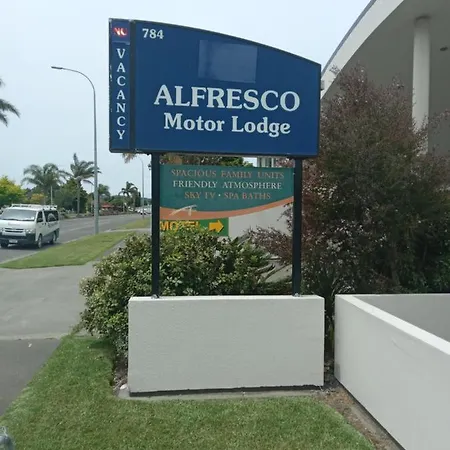 784
VACANCY
ALFRESCO
Motor Lodge
SPACIOUS FAMILY UNITS
FRIENDLY ATMOSPHERE
SKY TV • SPA BATHS
MOTEL